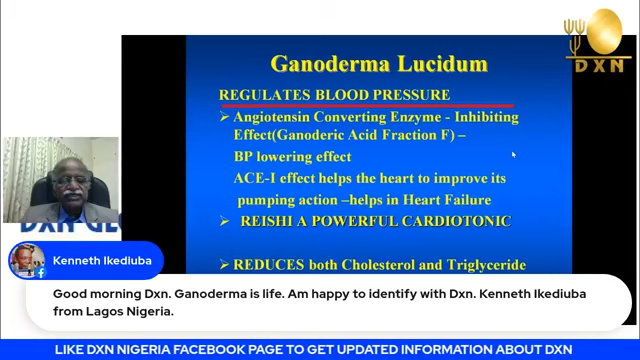 Ganoderma Lucidum
DXN
REGULATES BLOOD PRESSURE
➢ Angiotensin Converting Enzyme - Inhibiting
Effect(Ganoderic Acid Fraction F) –
BP lowering effect
ACE-I effect helps the heart to improve its
pumping action –helps in Heart Failure
➢ REISHI A POWERFUL CARDIOTONIC
➢ REDUCES both Cholesterol and Triglyceride
Kenneth Ikediuba
Good morning Dxn. Ganoderma is life. Am happy to identify with Dxn. Kenneth Ikediuba
from Lagos Nigeria.
LIKE DXN NIGERIA FACEBOOK PAGE TO GET UPDATED INFORMATION ABOUT DXN